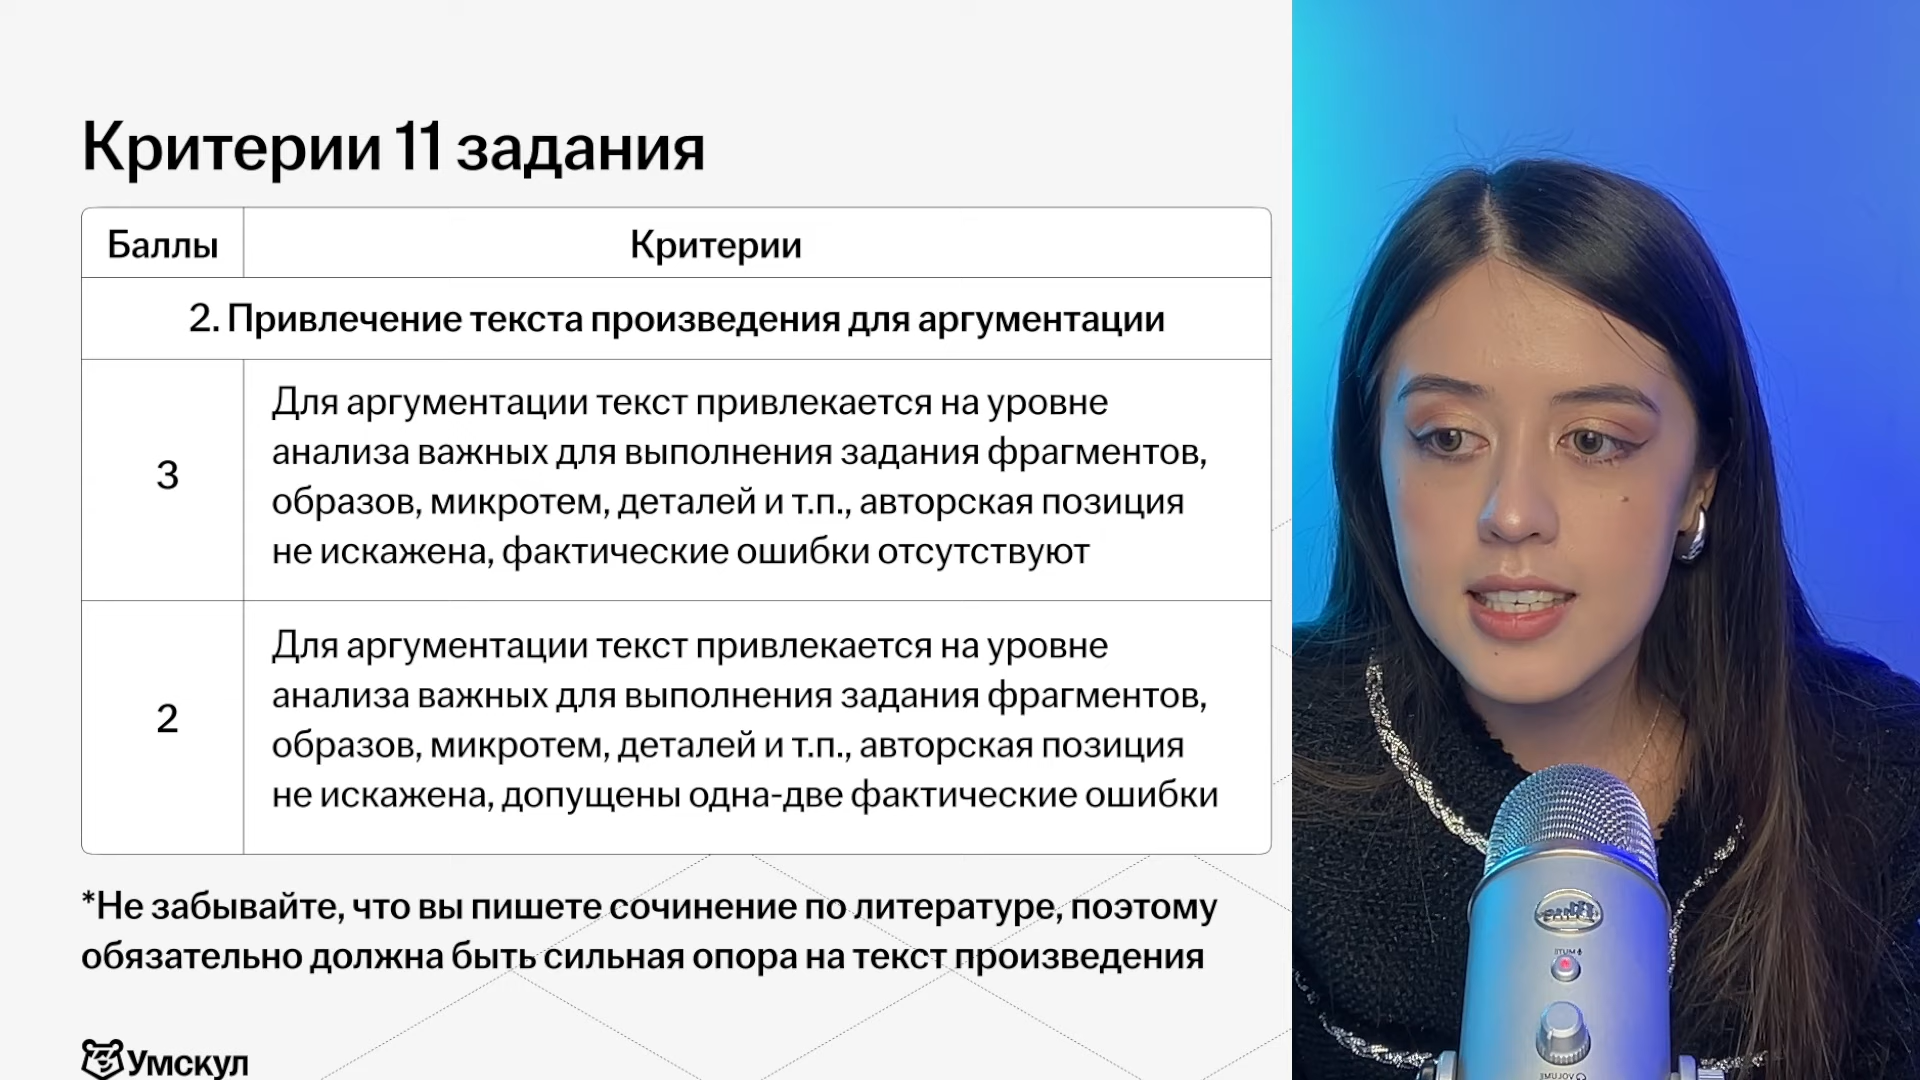 Критерии 11 задания
Баллы
Критерии
2. Привлечение текста произведения для аргументации
3
Для аргументации текст привлекается на уровне
анализа важных для выполнения задания фрагментов,
образов, микротем, деталей и т.п., авторская позиция
не искажена, фактические ошибки отсутствуют
2
Для аргументации текст привлекается на уровне
анализа важных для выполнения задания фрагментов,
образов, микротем, деталей и т.п., авторская позиция
не искажена, допущены одна-две фактические ошибки
*Не забывайте, что вы пишете сочинение по литературе, поэтому
обязательно должна быть сильная опора на текст произведения
Умскул
Blue
MUTE
VOLUME